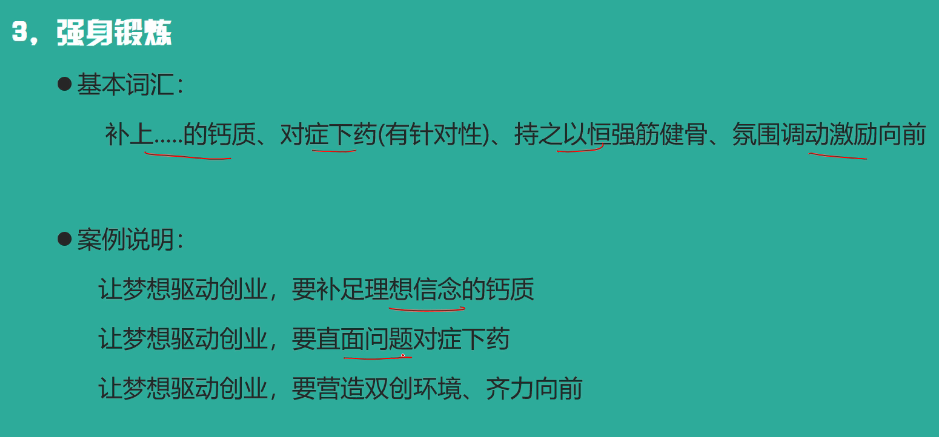 3，强身锻炼
●基本词汇：
补上.....的钙质、对症下药(有针对性)、持之以恒强筋健骨、氛围调动激励向前
●案例说明：
让梦想驱动创业，要补足理想信念的钙质
让梦想驱动创业，要直面问题对症下药
让梦想驱动创业，要营造双创环境、齐力向前